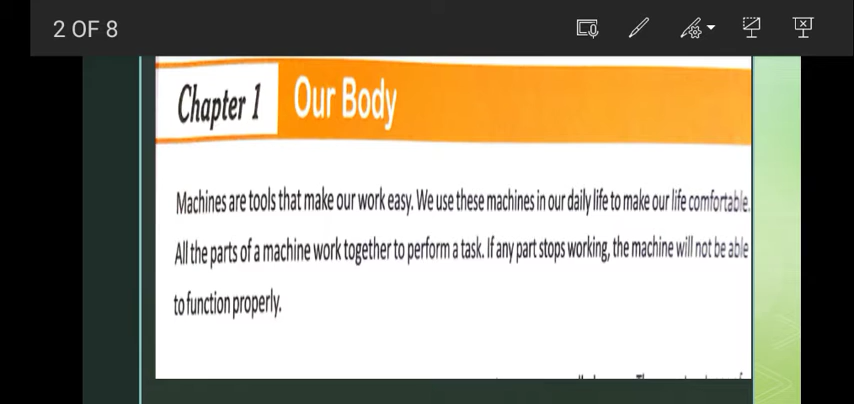 2 OF 8
Chapter 1 Our Body
Machines are tools that make our work easy. We use these machines in our daily life to make our life comfortable.
All the parts of a machine work together to perform a task. If any part stops working, the machine will not be able
to function properly.